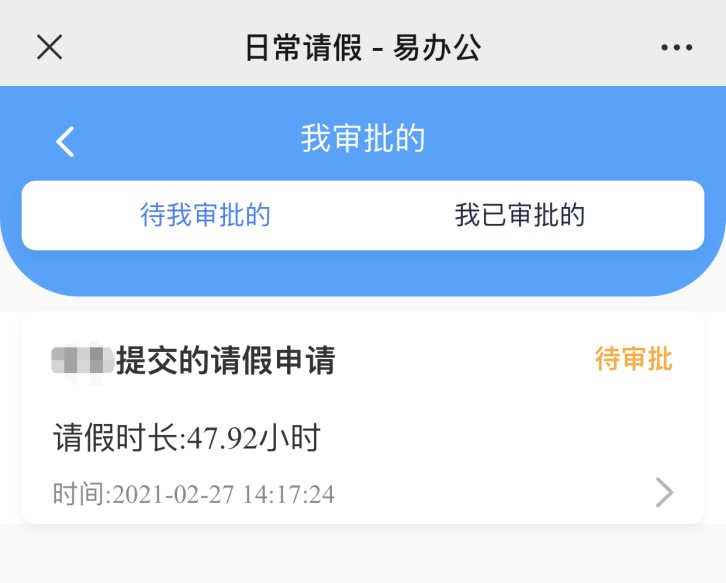 日常请假 - 易办公
我审批的
待我审批的 我已审批的
提交的请假申请 待审批
请假时长:47.92小时
时间:2021-02-27 14:17:24